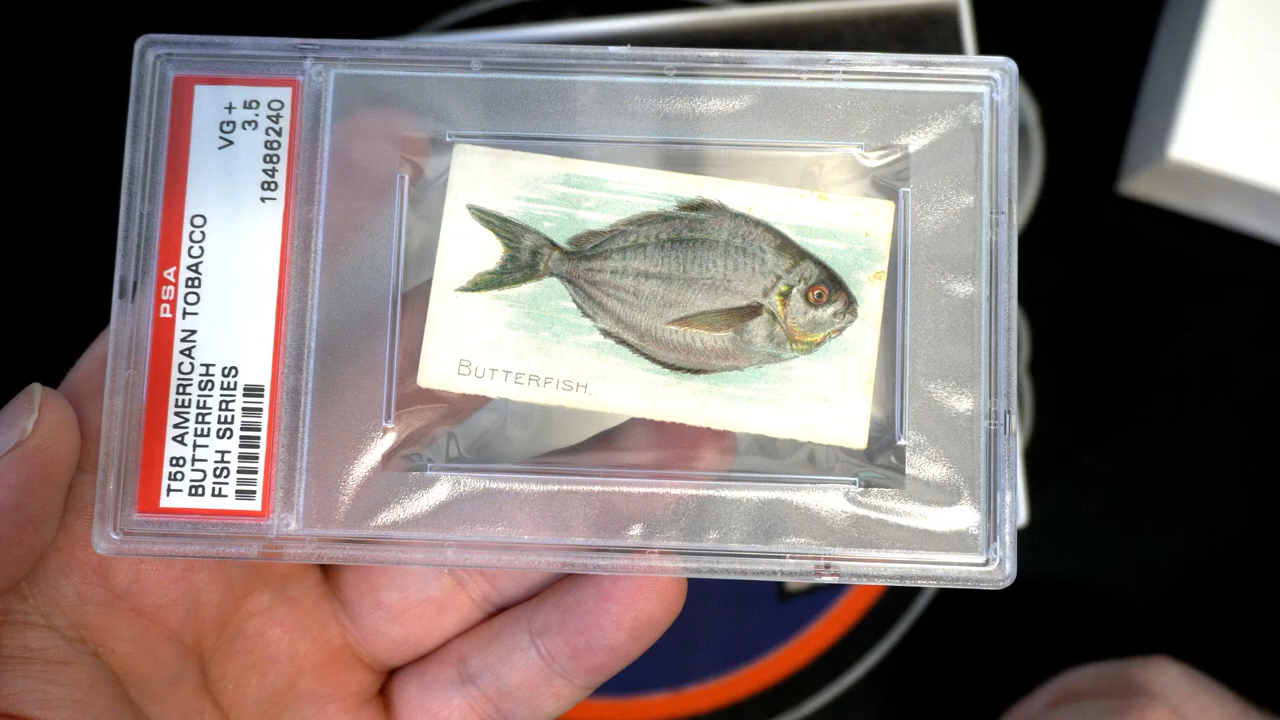 PSA
T58 AMERICAN TOBACCO
BUTTERFISH
FISH SERIES
VG +
3.5
18486240
BUTTERFISH.